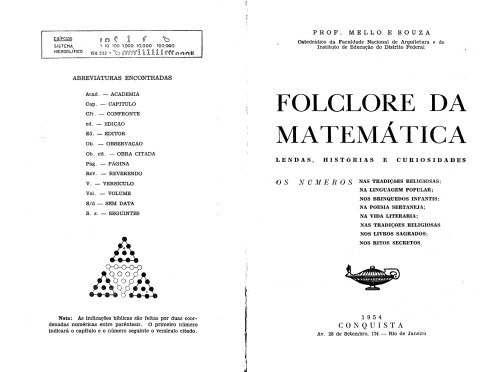 EGÍPCIOS
SISTEMA
HIEROGLÍFICO
1 10 100 1,000 10,000 100,000
ABREVIATURAS ENCONTRADAS
Acad. — ACADEMIA
Cap. — CAPITULO
Cfr. — CONFRONTE
ed. — EDIÇÃO
Ed. — EDITOR
Ob. — OBSERVAÇÃO
Ob. cit. — OBRA CITADA
Pág. — PÁGINA
Rev. — REVERENDO
V. — VERSÍCULO
Vol. — VOLUME
S/d — SEM DATA
S. s. — SEGUINTES
Nota: As indicações bíblicas são feitas por duas coor-
denadas numéricas entre parêntesis. O primeiro número
indicará o capítulo e o número seguinte o versículo citado.
PROF. MELLO E SOUZA
Catedrático da Faculdade Nacional de Arquitetura e do
Instituto de Educação do Distrito Federal
FOLCLORE DA
MATEMÁTICA
LENDAS, HISTÓRIAS E CURIOSIDADES
OS NÚMEROS NAS TRADIÇÕES RELIGIOSAS;
NA LINGUAGEM POPULAR;
NOS BRINQUEDOS INFANTIS;
NA POESIA SERTANEJA;
NA VIDA LITERARIA;
NAS TRADIÇÕES RELIGIOSAS
NOS LIVROS SAGRADOS;
NOS RITOS SECRETOS
1954
CONQUISTA
Av. 28 de Setembro, 174 — Rio de Janeiro